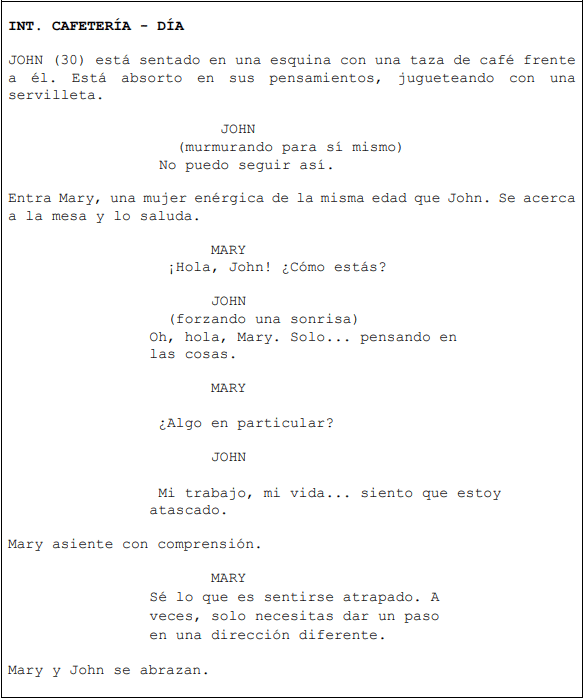 INT. CAFETERÍA - DÍA
JOHN (30) está sentado en una esquina con una taza de café frente
a él. Está absorto en sus pensamientos, jugueteando con una
servilleta.
JOHN
(murmurando para sí mismo)
No puedo seguir así.
Entra Mary, una mujer enérgica de la misma edad que John. Se acerca
a la mesa y lo saluda.
MARY
¡Hola, John! ¿Cómo estás?
JOHN
(forzando una sonrisa)
Oh, hola, Mary. Solo... pensando en
las cosas.
MARY
¿Algo en particular?
JOHN
Mi trabajo, mi vida... siento que estoy
atascado.
Mary asiente con comprensión.
MARY
Sé lo que es sentirse atrapado. A
veces, solo necesitas dar un paso
en una dirección diferente.
Mary y John se abrazan.